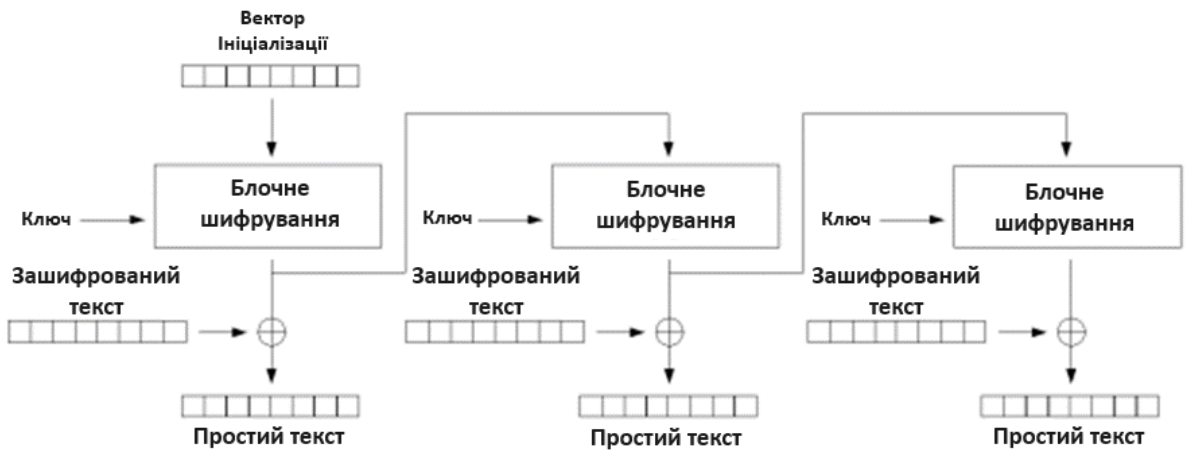 Вектор
Ініціалізації
Блочне
шифрування
Блочне
шифрування
Блочне
шифрування
Ключ
Ключ
Ключ
Зашифрований
текст
Зашифрований
текст
Зашифрований
текст
Простий текст
Простий текст
Простий текст